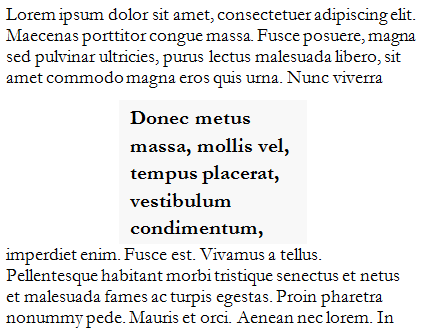 Lorem ipsum dolor sit amet, consectetuer adipiscing elit.
Maecenas porttitor congue massa. Fusce posuere, magna
sed pulvinar ultricies, purus lectus malesuada libero, sit
amet commodo magna eros quis urna. Nunc viverra
Donec metus
massa, mollis vel,
tempus placerat,
vestibulum
condimentum,
imperdiet enim. Fusce est. Vivamus a tellus.
Pellentesque habitant morbi tristique senectus et netus
et malesuada fames ac turpis egestas. Proin pharetra
nonummy pede. Mauris et orci. Aenean nec lorem. In